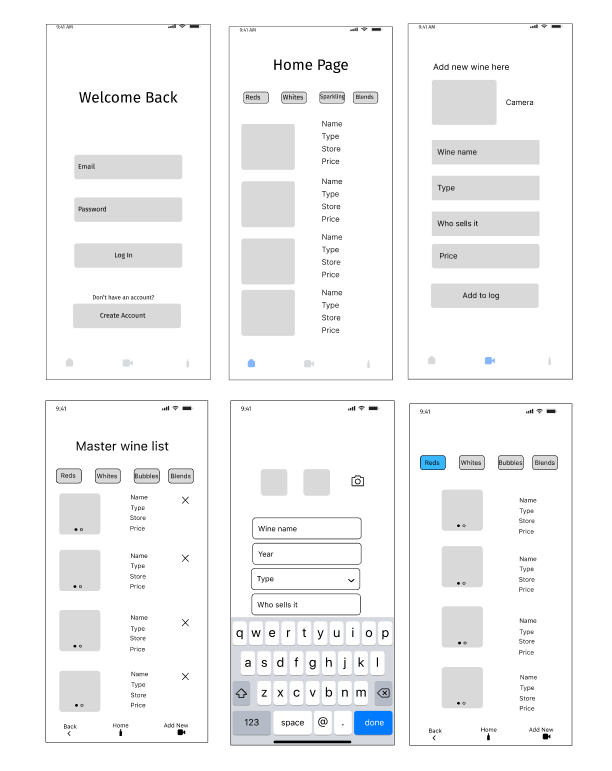 9:41 AM
Welcome Back
Email
Password
Log In
Don't have an account?
Create Account
9:41 AM
Home Page
Reds Whites Sparkling Blends
Name
Type
Store
Price
Name
Type
Store
Price
Name
Type
Store
Price
Name
Type
Store
Price
9:41 AM
Add new wine here
Camera
Wine name
Type
Who sells it
Price
Add to log
9:41
Master wine list
Reds Whites Bubbles Blends
Name
Type
Store
Price
Name
Type
Store
Price
Name
Type
Store
Price
Name
Type
Store
Price
Back Home Add New
9:41
Wine name
Year
Type
Who sells it
q w e r t y u i o p
a s d f g h j k l
z x c v b n m
123 space @ . done
9:41
Reds Whites Bubbles Blends
Name
Type
Store
Price
Name
Type
Store
Price
Name
Type
Store
Price
Name
Type
Store
Price
Back Home Add New